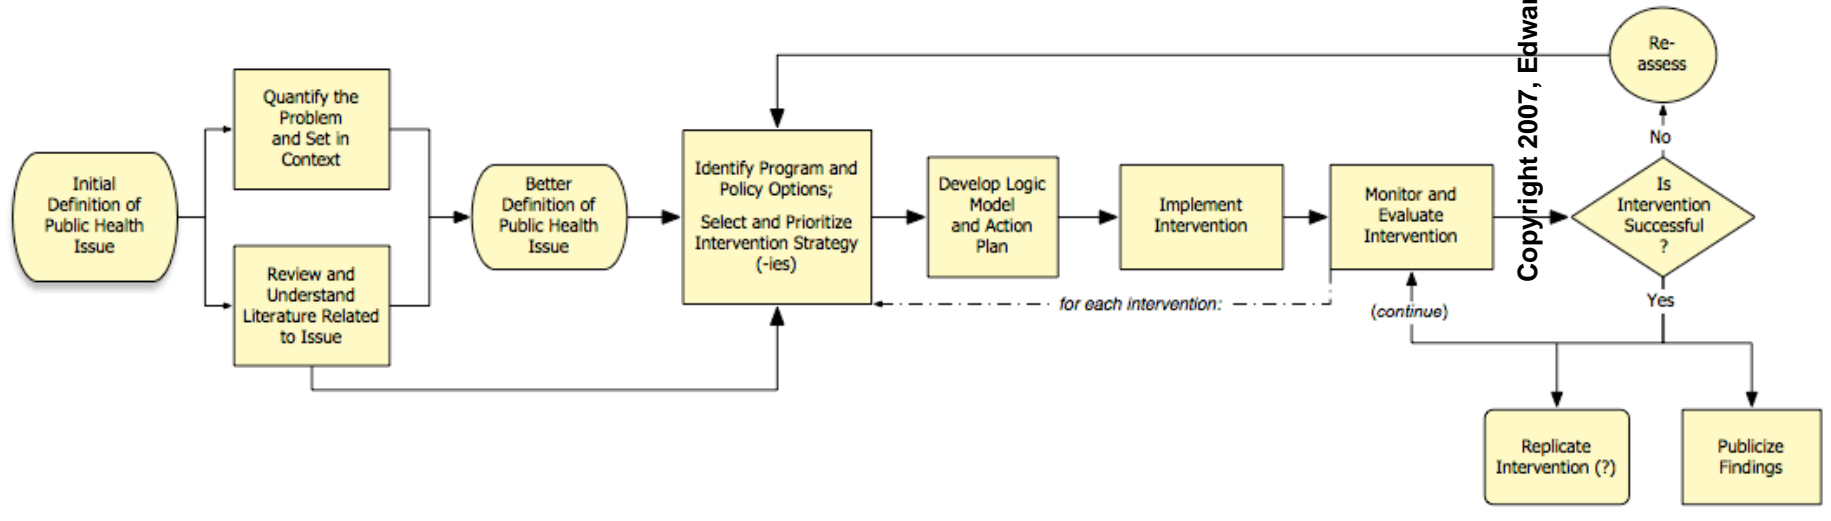 Initial
Definition of
Public Health
Issue
Quantify the
Problem
and Set in
Context
Review and
Understand
Literature Related
to Issue
Better
Definition of
Public Health
Issue
Identify Program and
Policy Options;
Select and Prioritize
Intervention Strategy
(-ies)
Develop Logic
Model
and Action
Plan
Implement
Intervention
Monitor and
Evaluate
Intervention
for each intervention:
(continue)
Copyright 2007, Edwar
Re-
assess
No
Is
Intervention
Successful
?
Yes
Replicate
Intervention (?)
Publicize
Findings